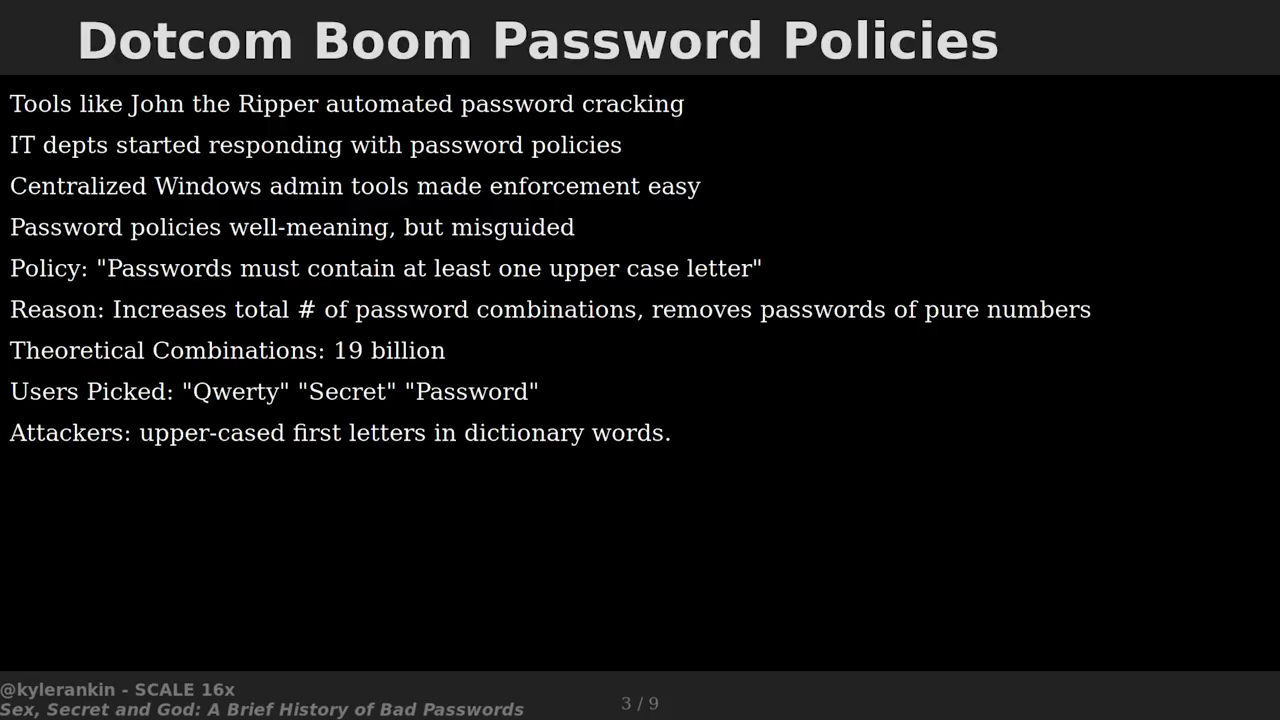 Dotcom Boom Password Policies
Tools like John the Ripper automated password cracking
IT depts started responding with password policies
Centralized Windows admin tools made enforcement easy
Password policies well-meaning, but misguided
Policy: "Passwords must contain at least one upper case letter"
Reason: Increases total # of password combinations, removes passwords of pure numbers
Theoretical Combinations: 19 billion
Users Picked: "Qwerty" "Secret" "Password"
Attackers: upper-cased first letters in dictionary words.
@kylerankin - SCALE 16x
Sex, Secret and God: A Brief History of Bad Passwords
3 / 9